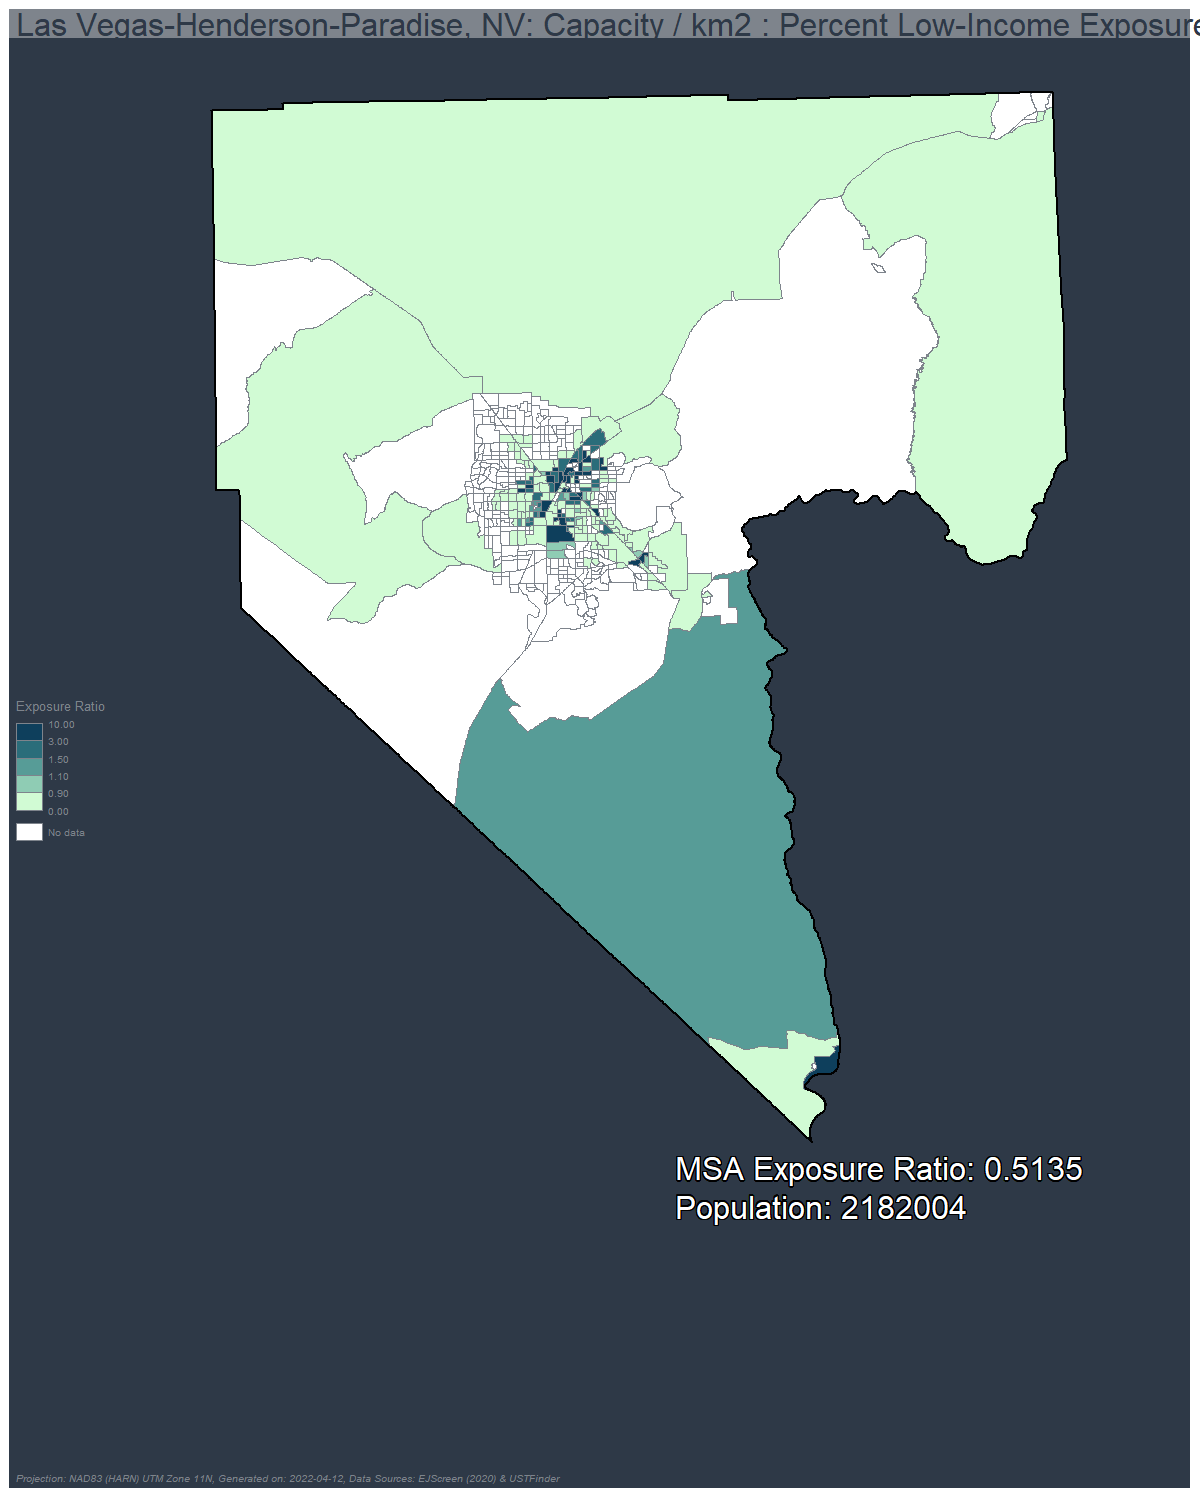 Las Vegas-Henderson-Paradise, NV: Capacity / km2 : Percent Low-Income Exposure
Exposure Ratio
10.00
3.00
1.50
1.10
0.90
0.00
No data
MSA Exposure Ratio: 0.5135
Population: 2182004
Projection: NAD83 (HARN) UTM Zone 11N, Generated on: 2022-04-12, Data Sources: EJScreen (2020) & USTFinder